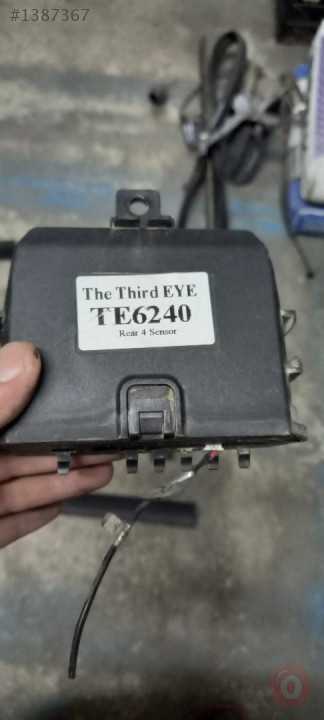 #1387367
The Third EYE
TE6240
Rear 4 Sensor